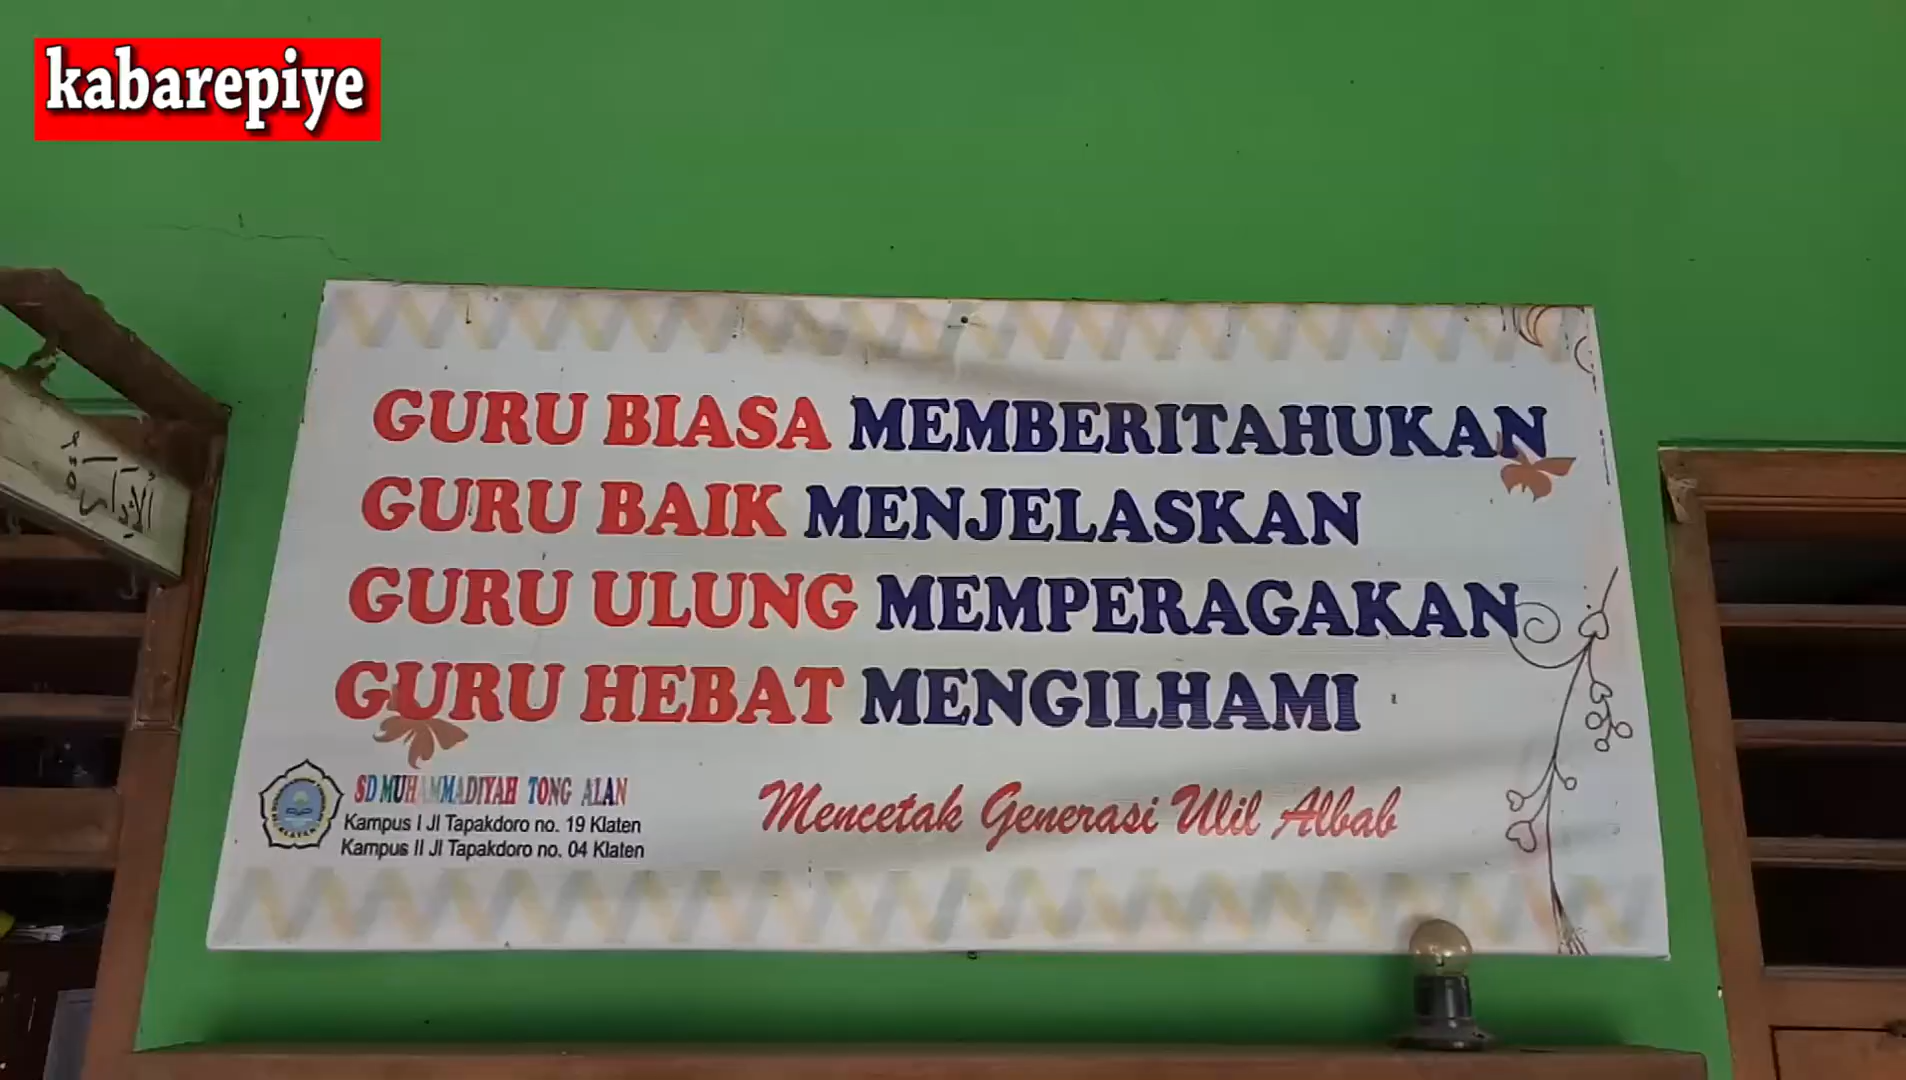 kabarepiye
GURU BIASA MEMBERITAHUKAN
GURU BAIK MENJELASKAN
GURU ULUNG MEMPERAGAKAN
GURU HEBAT MENGILHAMI
SD MUHAMMADIYAH TONG ALAN
Kampus I Jl Tapakdoro no. 19 Klaten
Kampus II Jl Tapakdoro no. 04 Klaten
Mencetak Generasi Ulil Albab